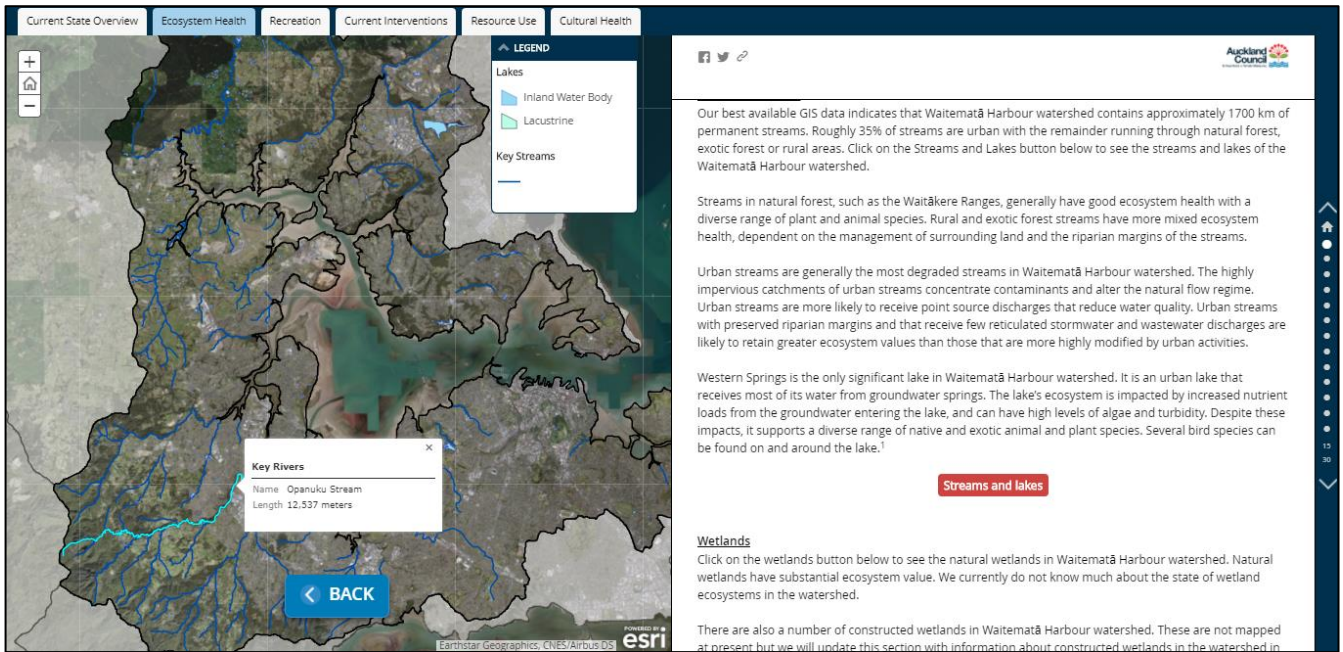 Current State Overview
Ecosystem Health
Recreation
Current Interventions
Resource Use
Cultural Health
+
−
LEGEND
Lakes
Inland Water Body
Lacustrine
Key Streams
Key Rivers
×
Name Opanuku Stream
Length 12,537 meters
BACK
Earthstar Geographics, CNES/Airbus DS
POWERED BY
esri
Auckland
Council
Our best available GIS data indicates that Waitematā Harbour watershed contains approximately 1700 km of
permanent streams. Roughly 35% of streams are urban with the remainder running through natural forest,
exotic forest or rural areas. Click on the Streams and Lakes button below to see the streams and lakes of the
Waitematā Harbour watershed.
Streams in natural forest, such as the Waitākere Ranges, generally have good ecosystem health with a
diverse range of plant and animal species. Rural and exotic forest streams have more mixed ecosystem
health, dependent on the management of surrounding land and the riparian margins of the streams.
Urban streams are generally the most degraded streams in Waitematā Harbour watershed. The highly
impervious catchments of urban streams concentrate contaminants and alter the natural flow regime.
Urban streams are more likely to receive point source discharges that reduce water quality. Urban streams
with preserved riparian margins and that receive few reticulated stormwater and wastewater discharges are
likely to retain greater ecosystem values than those that are more highly modified by urban activities.
Western Springs is the only significant lake in Waitematā Harbour watershed. It is an urban lake that
receives most of its water from groundwater springs. The lake's ecosystem is impacted by increased nutrient
loads from the groundwater entering the lake, and can have high levels of algae and turbidity. Despite these
impacts, it supports a diverse range of native and exotic animal and plant species. Several bird species can
be found on and around the lake.¹
Streams and lakes
Wetlands
Click on the wetlands button below to see the natural wetlands in Waitematā Harbour watershed. Natural
wetlands have substantial ecosystem value. We currently do not know much about the state of wetland
ecosystems in the watershed.
There are also a number of constructed wetlands in Waitematā Harbour watershed. These are not mapped
at present but we will update this section with information about constructed wetlands in the watershed in
15
30